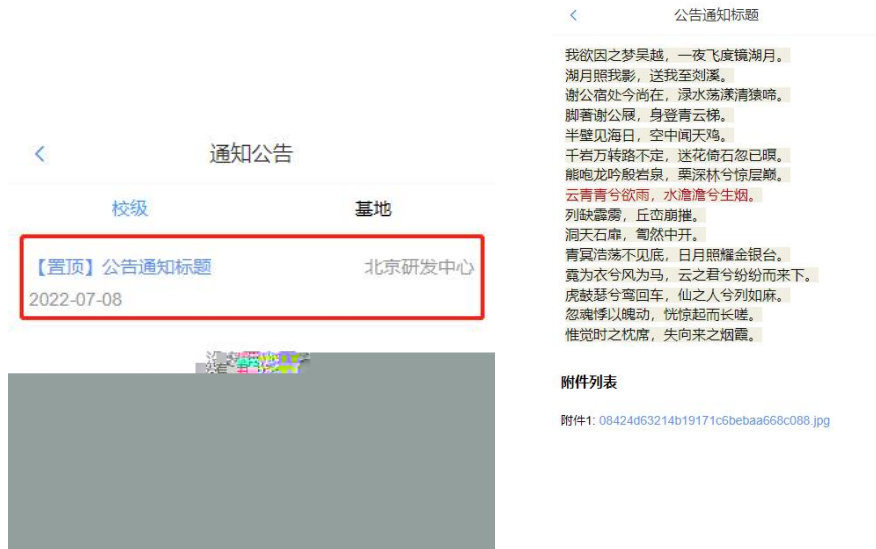 通知公告
校级 基地
【置顶】公告通知标题 北京研发中心
2022-07-08
公告通知标题
我欲因之梦吴越，一夜飞度镜湖月。
湖月照我影，送我至剡溪。
谢公宿处今尚在，渌水荡漾清猿啼。
脚著谢公屐，身登青云梯。
半壁见海日，空中闻天鸡。
千岩万转路不定，迷花倚石忽已暝。
熊咆龙吟殷岩泉，栗深林兮惊层巅。
云青青兮欲雨，水澹澹兮生烟。
列缺霹雳，丘峦崩摧。
洞天石扉，訇然中开。
青冥浩荡不见底，日月照耀金银台。
霓为衣兮风为马，云之君兮纷纷而来下。
虎鼓瑟兮鸾回车，仙之人兮列如麻。
忽魂悸以魄动，恍惊起而长嗟。
惟觉时之枕席，失向来之烟霞。
附件列表
附件1: 08424d63214b19171c6bebaa668c088.jpg